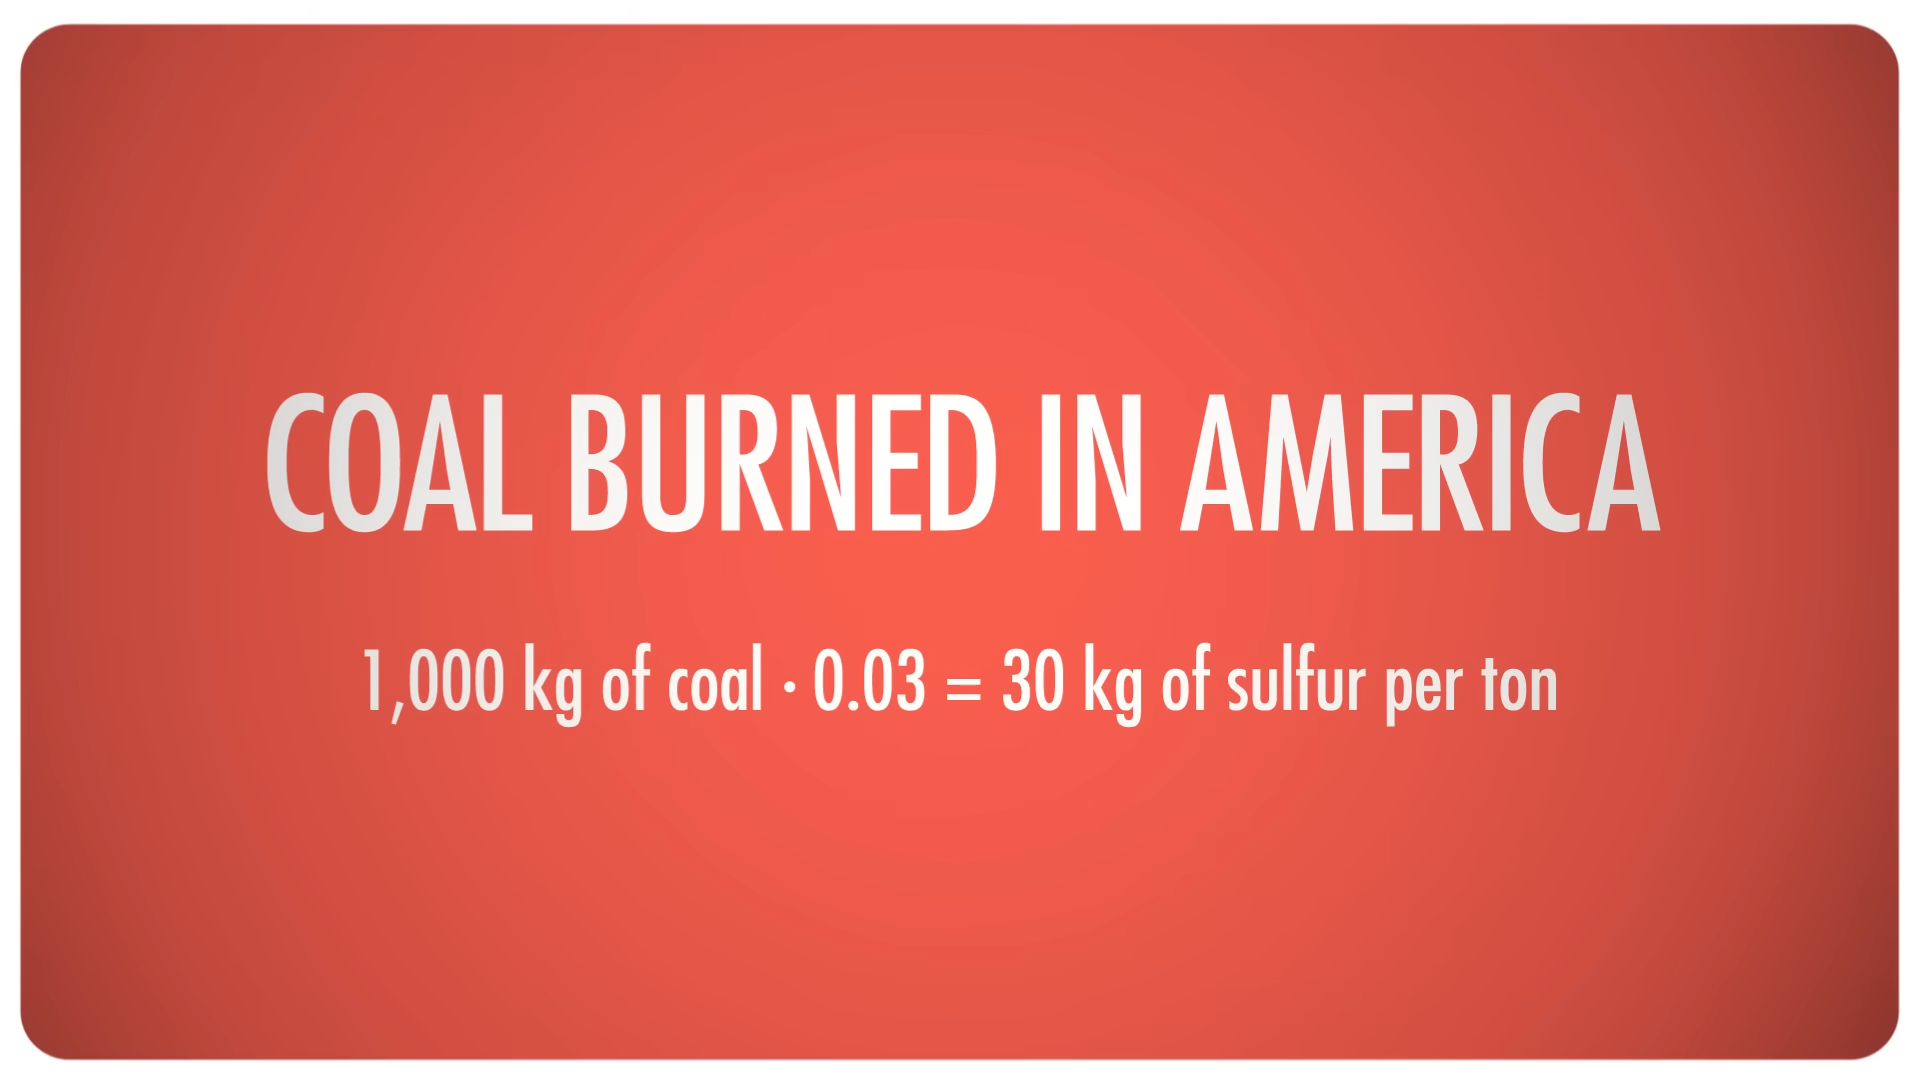 COAL BURNED IN AMERICA
1,000 kg of coal · 0.03 = 30 kg of sulfur per ton